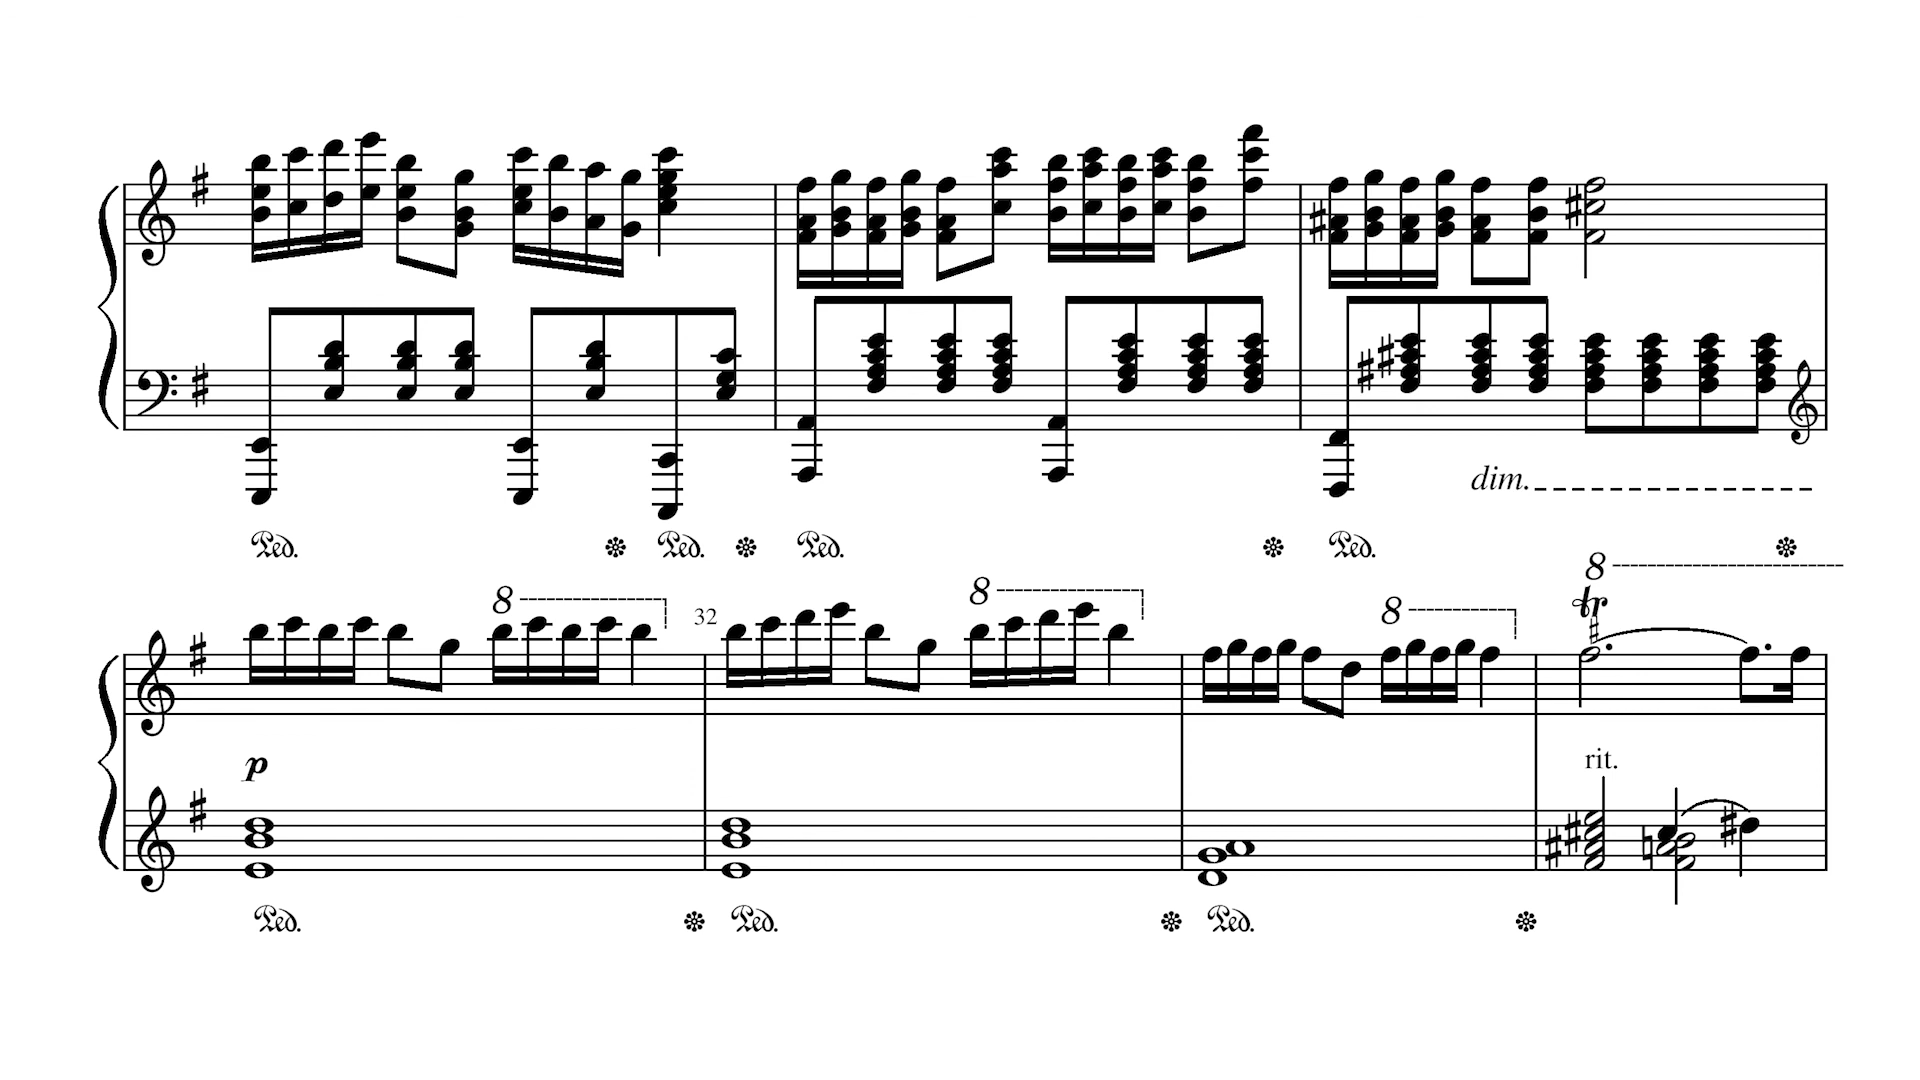 dim.
Ped. Ped. Ped. Ped.
8
8 8 8 tr
32
p rit.
Ped. Ped. Ped.